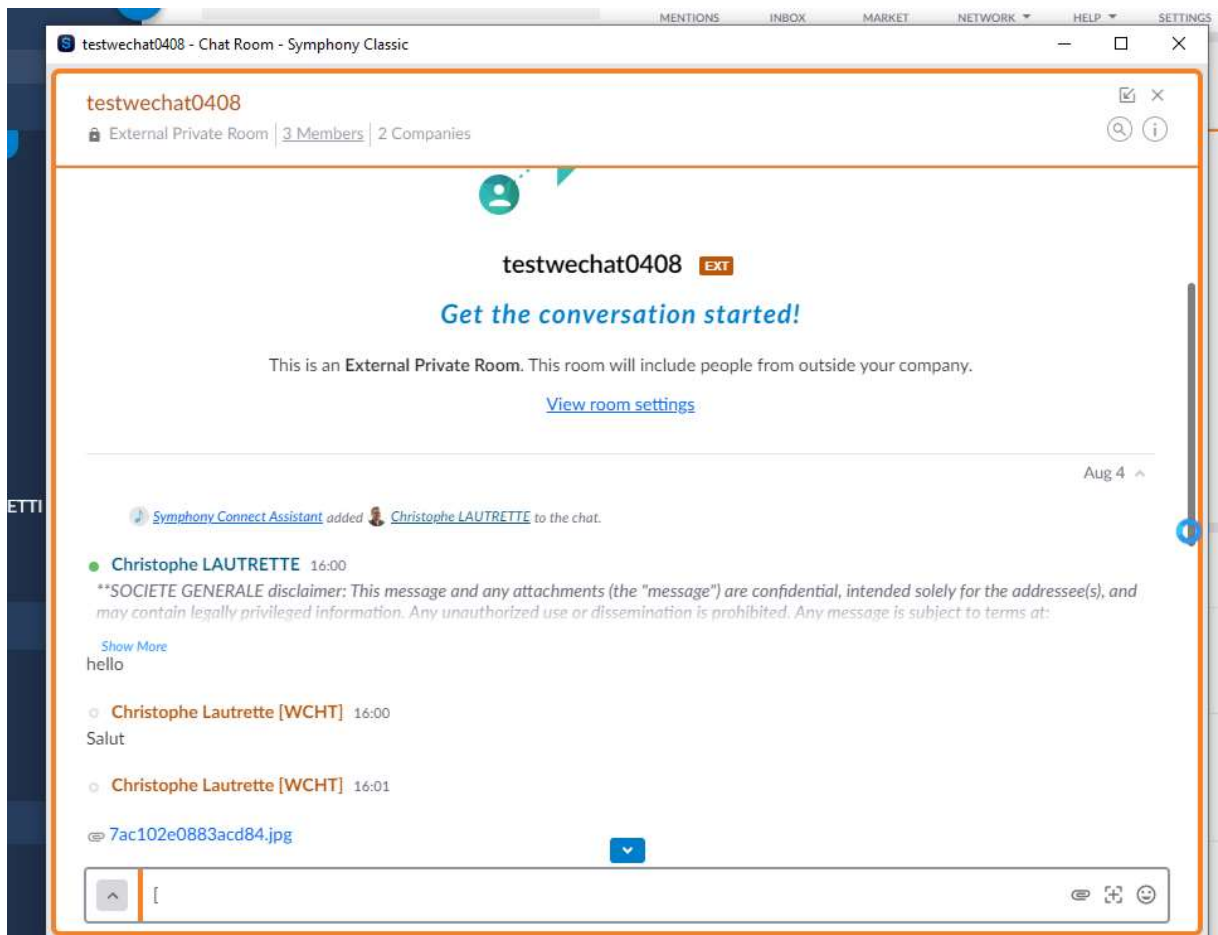 MENTIONS INBOX MARKET NETWORK HELP SETTINGS
testwechat0408 - Chat Room - Symphony Classic
testwechat0408
External Private Room 3 Members 2 Companies
testwechat0408 EXT
Get the conversation started!
This is an External Private Room. This room will include people from outside your company.
View room settings
Aug 4
ETTI
Symphony Connect Assistant added Christophe LAUTRETTE to the chat.
Christophe LAUTRETTE 16:00
**SOCIETE GENERALE disclaimer: This message and any attachments (the "message") are confidential, intended solely for the addressee(s), and
may contain legally privileged information. Any unauthorized use or dissemination is prohibited. Any message is subject to terms at:
Show More
hello
Christophe Lautrette [WCHT] 16:00
Salut
Christophe Lautrette [WCHT] 16:01
7ac102e0883acd84.jpg
[